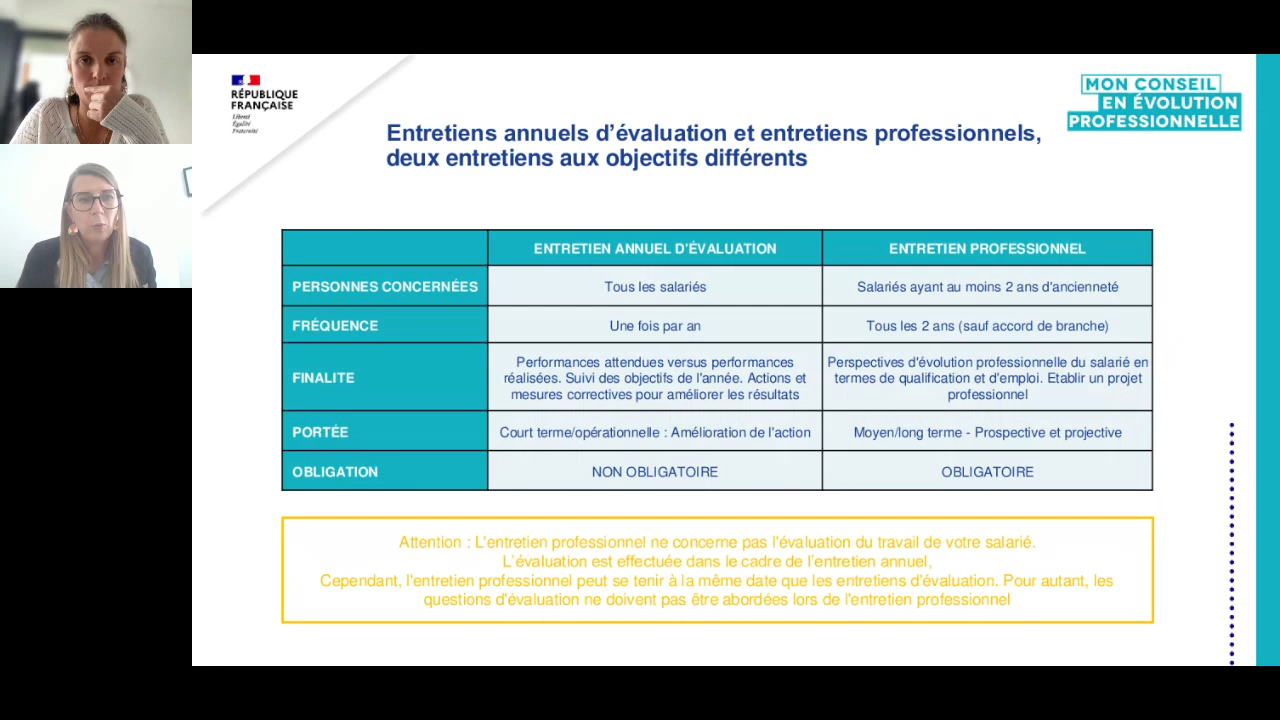 RÉPUBLIQUE
FRANÇAISE
Liberté
Égalité
Fraternité
MON CONSEIL
EN ÉVOLUTION
PROFESSIONNELLE
Entretiens annuels d’évaluation et entretiens professionnels,
deux entretiens aux objectifs différents
ENTRETIEN ANNUEL D'ÉVALUATION
ENTRETIEN PROFESSIONNEL
PERSONNES CONCERNÉES
Tous les salariés
Salariés ayant au moins 2 ans d'ancienneté
FRÉQUENCE
Une fois par an
Tous les 2 ans (sauf accord de branche)
FINALITE
Performances attendues versus performances
réalisées. Suivi des objectifs de l'année. Actions et
mesures correctives pour améliorer les résultats
Perspectives d'évolution professionnelle du salarié en
termes de qualification et d'emploi. Etablir un projet
professionnel
PORTÉE
Court terme/opérationnelle : Amélioration de l'action
Moyen/long terme - Prospective et projective
OBLIGATION
NON OBLIGATOIRE
OBLIGATOIRE
Attention : L'entretien professionnel ne concerne pas l'évaluation du travail de votre salarié.
L'évaluation est effectuée dans le cadre de l'entretien annuel,
Cependant, l'entretien professionnel peut se tenir à la même date que les entretiens d'évaluation. Pour autant, les
questions d'évaluation ne doivent pas être abordées lors de l'entretien professionnel